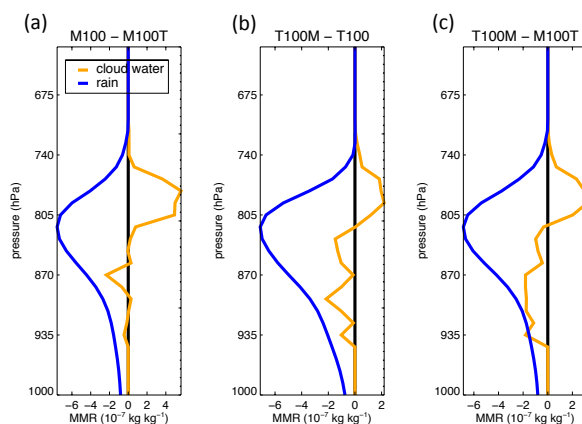 (a)
M100 − M100T
cloud water
rain
pressure (hPa)
675
740
805
870
935
1000
−6 −4 −2 0 2 4
MMR (10⁻⁷ kg kg⁻¹)
(b)
T100M − T100
pressure (hPa)
675
740
805
870
935
1000
−6 −4 −2 0 2
MMR (10⁻⁷ kg kg⁻¹)
(c)
T100M − M100T
pressure (hPa)
675
740
805
870
935
1000
−6 −4 −2 0 2
MMR (10⁻⁷ kg kg⁻¹)